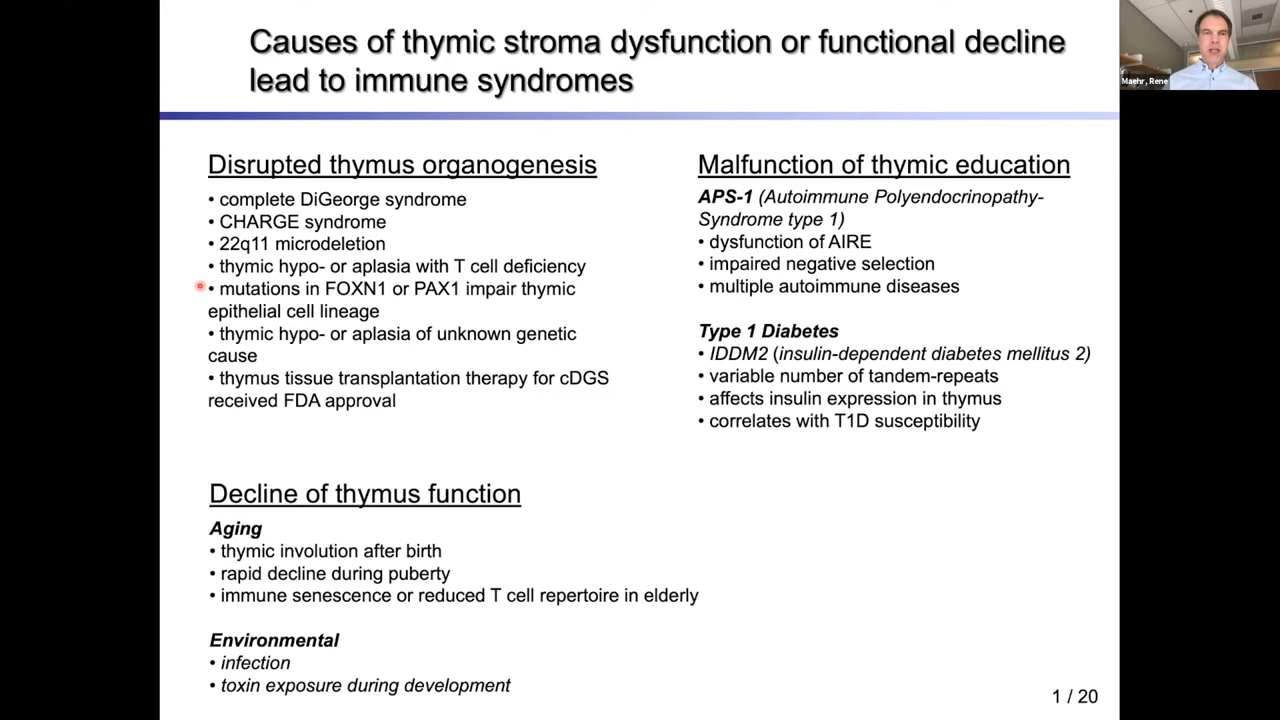 Causes of thymic stroma dysfunction or functional decline
lead to immune syndromes
Maehr, Rene
Disrupted thymus organogenesis
• complete DiGeorge syndrome
• CHARGE syndrome
• 22q11 microdeletion
• thymic hypo- or aplasia with T cell deficiency
• mutations in FOXN1 or PAX1 impair thymic
epithelial cell lineage
• thymic hypo- or aplasia of unknown genetic
cause
• thymus tissue transplantation therapy for cDGS
received FDA approval
Malfunction of thymic education
APS-1 (Autoimmune Polyendocrinopathy-
Syndrome type 1)
• dysfunction of AIRE
• impaired negative selection
• multiple autoimmune diseases
Type 1 Diabetes
• IDDM2 (insulin-dependent diabetes mellitus 2)
• variable number of tandem-repeats
• affects insulin expression in thymus
• correlates with T1D susceptibility
Decline of thymus function
Aging
• thymic involution after birth
• rapid decline during puberty
• immune senescence or reduced T cell repertoire in elderly
Environmental
• infection
• toxin exposure during development
1 / 20